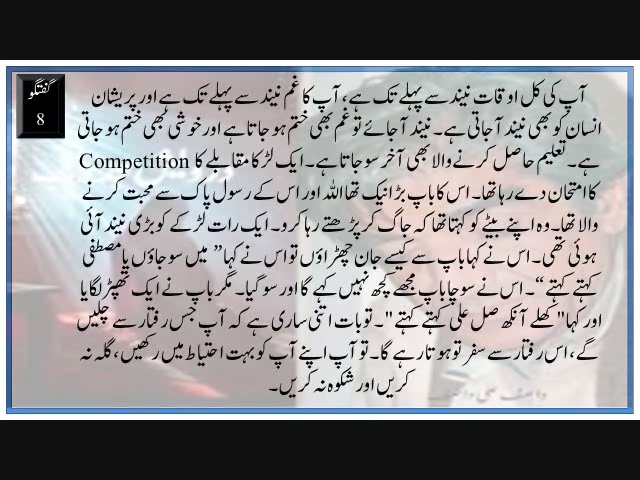 گفتگو
8
آپ کی کل اوقات نیند سے پہلے تک ہے، آپ کا غم نیند سے پہلے تک ہے اور پریشان
انسان کو بھی نیند آجاتی ہے۔ نیند آجائے تو غم بھی ختم ہو جاتا ہے اور خوشی بھی ختم ہو جاتی
ہے۔ تعلیم حاصل کرنے والا بھی آخر سو جاتا ہے۔ ایک لڑکا مقابلے کا Competition
کا امتحان دے رہا تھا۔ اس کا باپ بڑا نیک تھا اللہ اور اس کے رسول پاک سے محبت کرنے
والا تھا۔ وہ اپنے بیٹے کو کہتا تھا کہ جاگ کر پڑھتے رہا کرو۔ ایک رات لڑکے کو بڑی نیند آئی
ہوئی تھی۔ اس نے کہا باپ سے کیسے جان چھڑاؤں تو اس نے کہا ” میں سو جاؤں یا مصطفٰی
کہتے کہتے “۔ اس نے سوچا باپ مجھے کچھ نہیں کہے گا اور سو گیا۔ مگر باپ نے ایک تھپڑ لگایا
اور کہا "کھلے آنکھ صل علی کہتے کہتے"۔ تو بات اتنی ساری ہے کہ آپ جس رفتار سے چلیں
گے، اس رفتار سے سفر تو ہوتا رہے گا۔ تو آپ اپنے آپ کو بہت احتیاط میں رکھیں، گلہ نہ
کریں اور شکوہ نہ کریں۔
واصف علی واصف